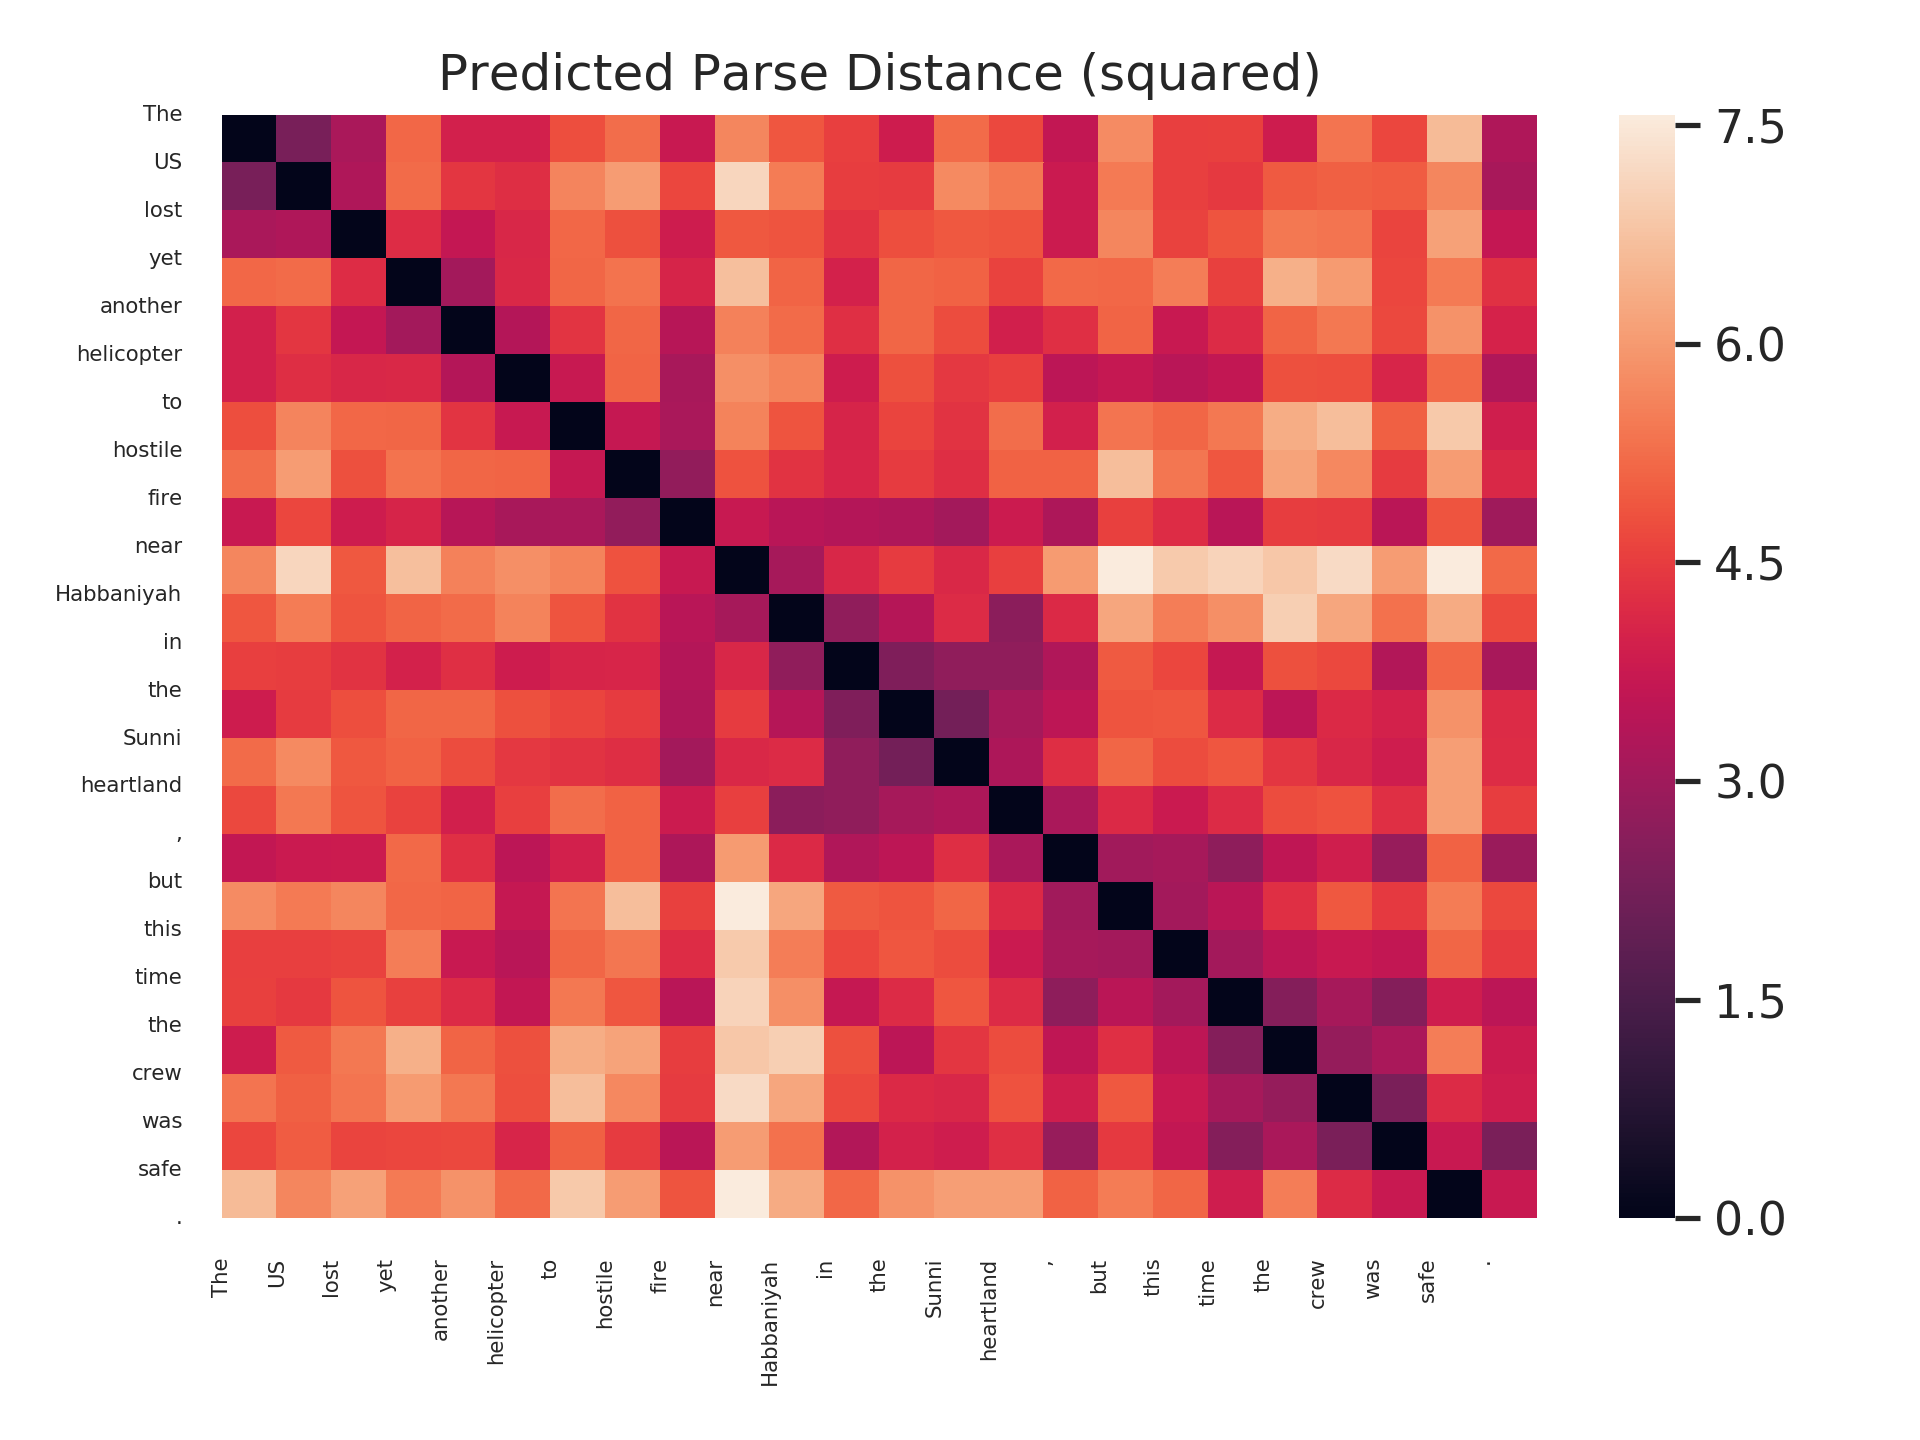 Predicted Parse Distance (squared)
The
US
lost
yet
another
helicopter
to
hostile
fire
near
Habbaniyah
in
the
Sunni
heartland
,
but
this
time
the
crew
was
safe
.
7.5
6.0
4.5
3.0
1.5
0.0
The
US
lost
yet
another
helicopter
to
hostile
fire
near
Habbaniyah
in
the
Sunni
heartland
,
but
this
time
the
crew
was
safe
.